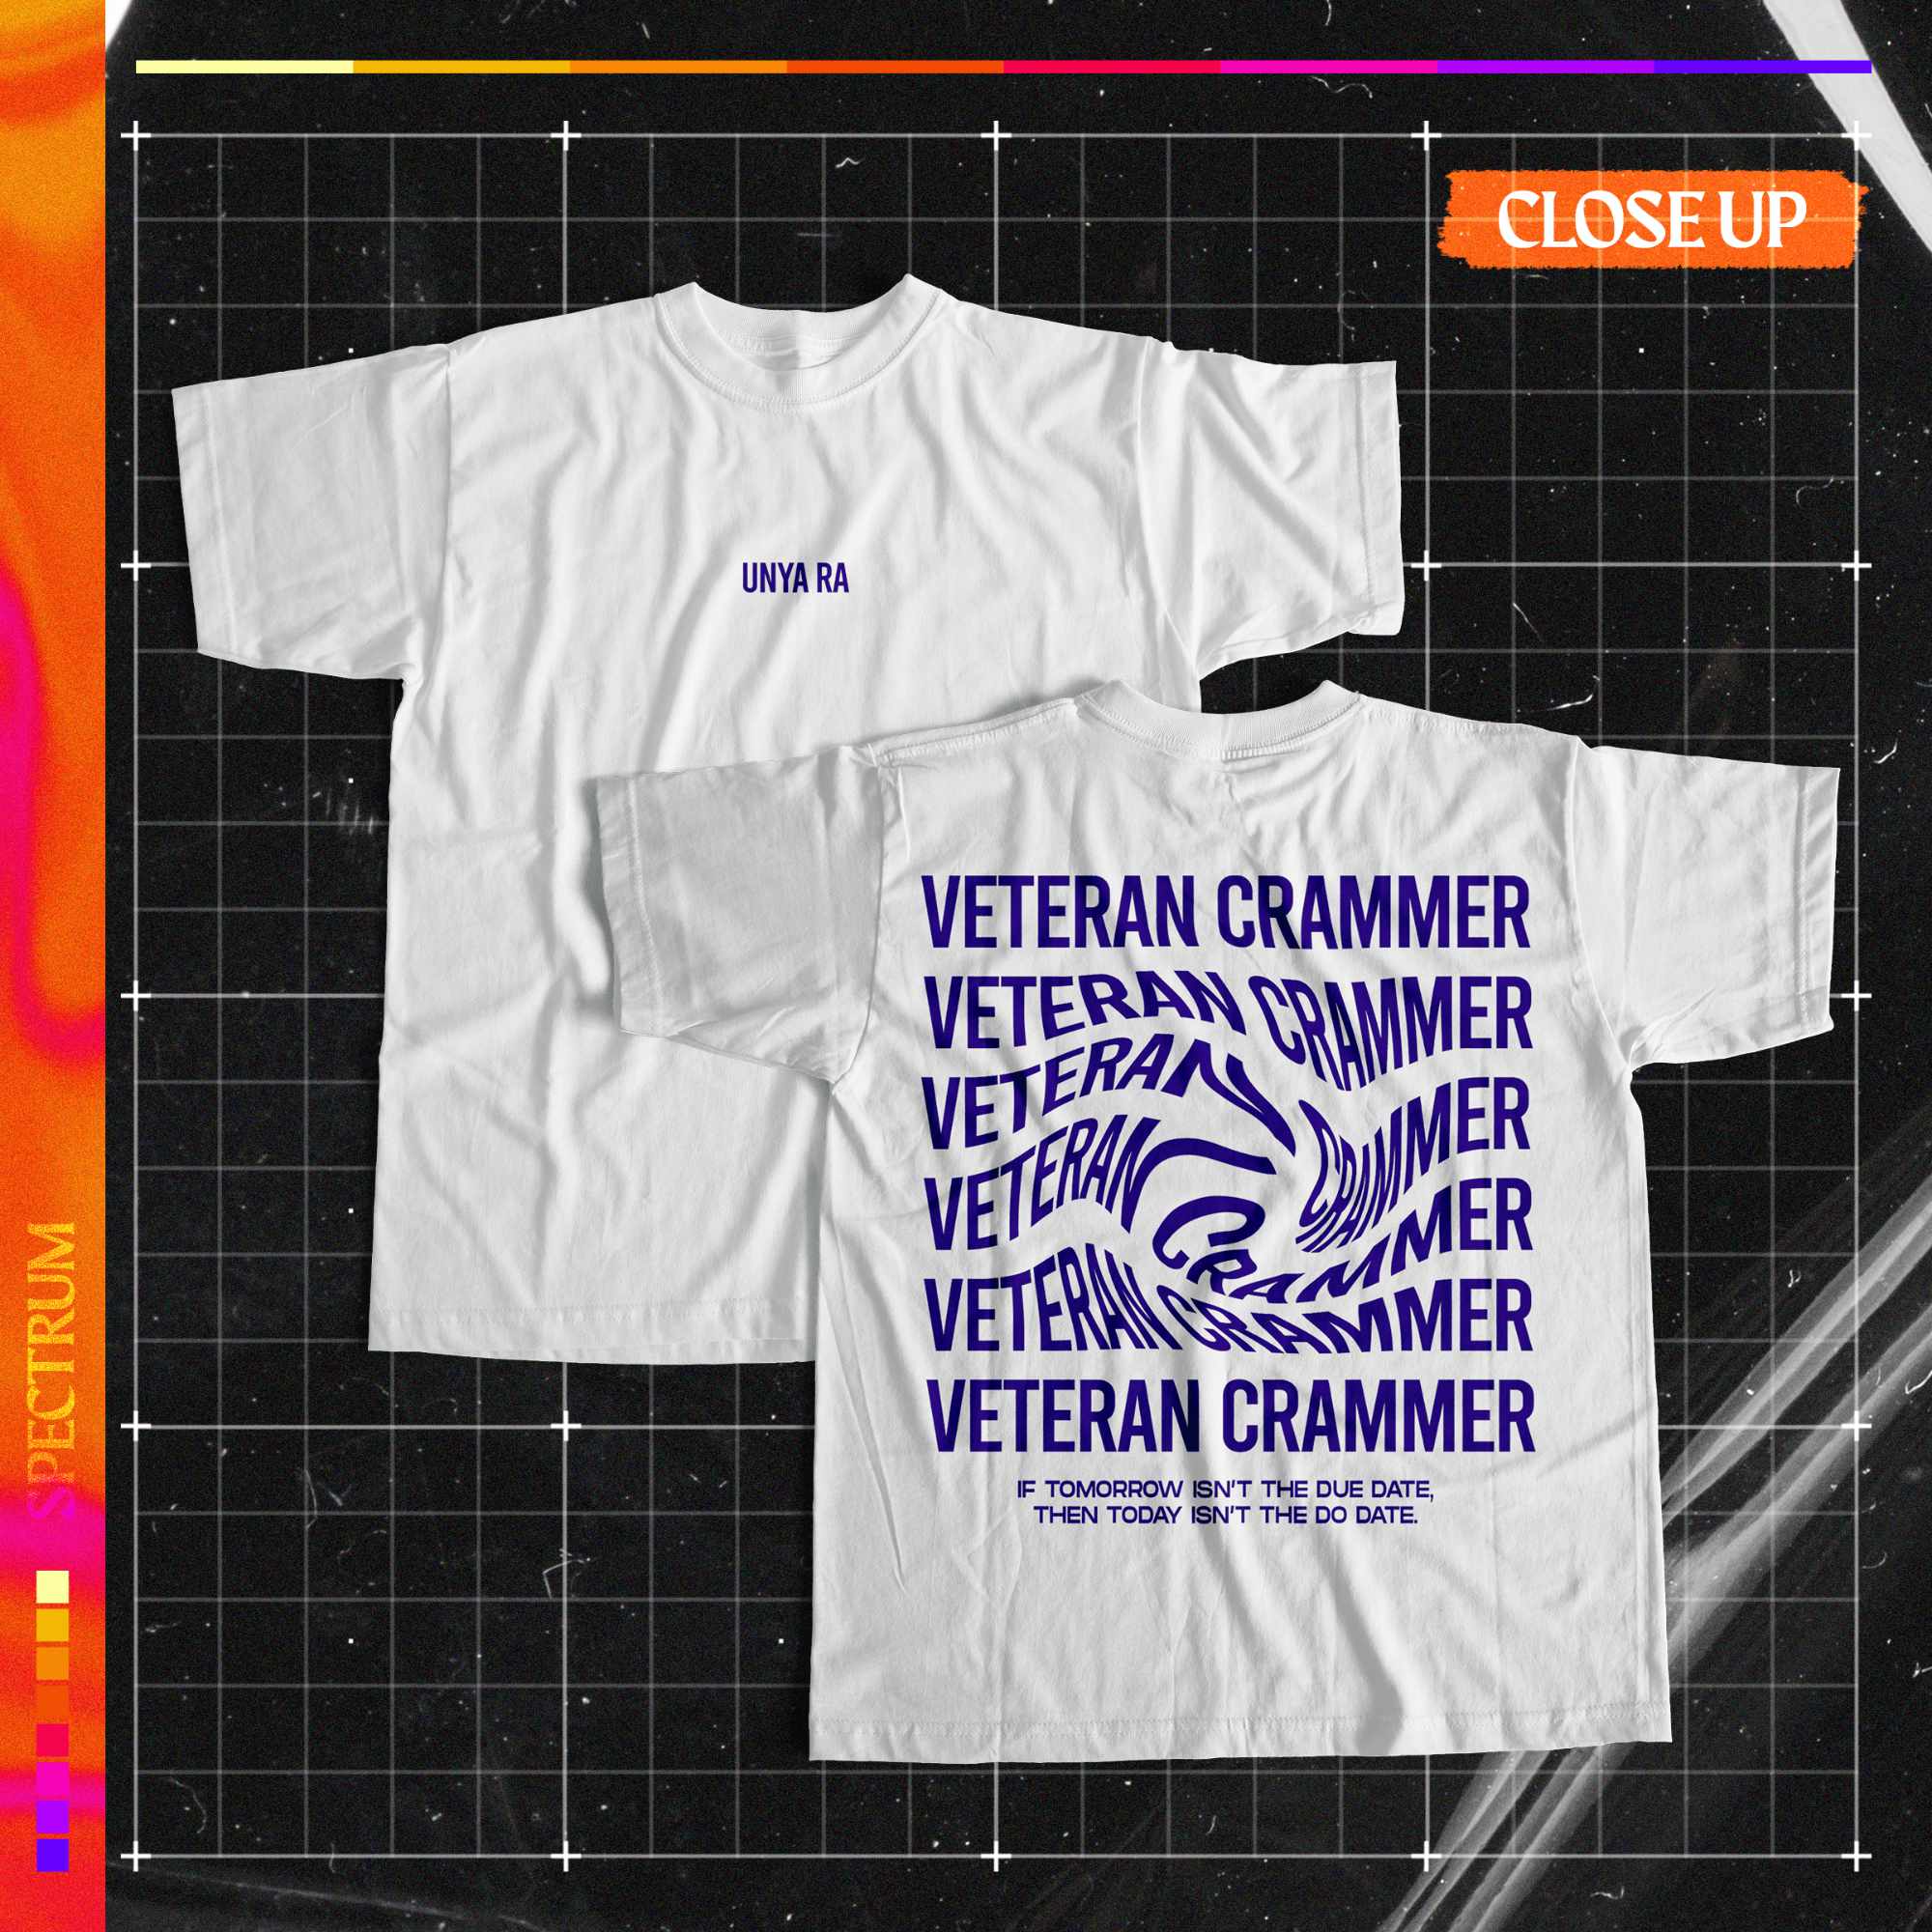 CLOSE UP
UNYA RA
VETERAN CRAMMER
VETERAN CRAMMER
VETERAN CRAMMER
VETERAN CRAMMER
VETERAN CRAMMER
VETERAN CRAMMER
IF TOMORROW ISN'T THE DUE DATE,
THEN TODAY ISN'T THE DO DATE.
SPECTRUM